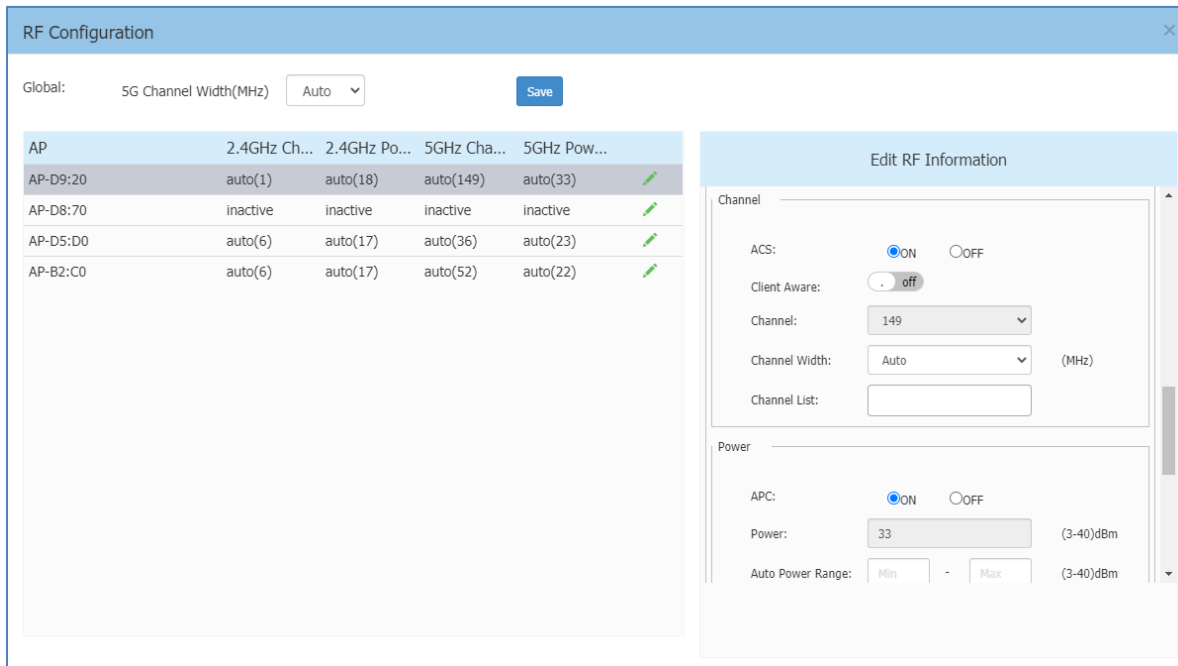 RF Configuration ×
Global: 5G Channel Width(MHz) Auto Save
AP 2.4GHz Ch... 2.4GHz Po... 5GHz Cha... 5GHz Pow...
AP-D9:20 auto(1) auto(18) auto(149) auto(33)
AP-D8:70 inactive inactive inactive inactive
AP-D5:D0 auto(6) auto(17) auto(36) auto(23)
AP-B2:C0 auto(6) auto(17) auto(52) auto(22)
Edit RF Information
Channel
ACS: ON OFF
Client Aware: off
Channel: 149
Channel Width: Auto (MHz)
Channel List:
Power
APC: ON OFF
Power: 33 (3-40)dBm
Auto Power Range: Min - Max (3-40)dBm